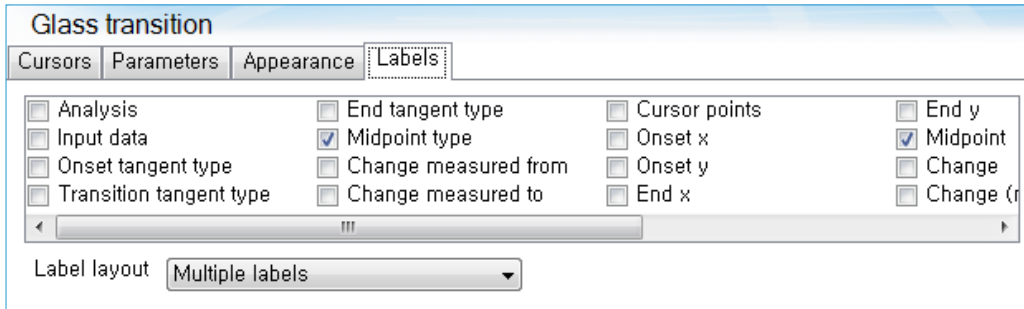 Glass transition
Cursors Parameters Appearance Labels
Analysis End tangent type Cursor points End y
Input data Midpoint type Onset x Midpoint
Onset tangent type Change measured from Onset y Change
Transition tangent type Change measured to End x Change (
Label layout Multiple labels